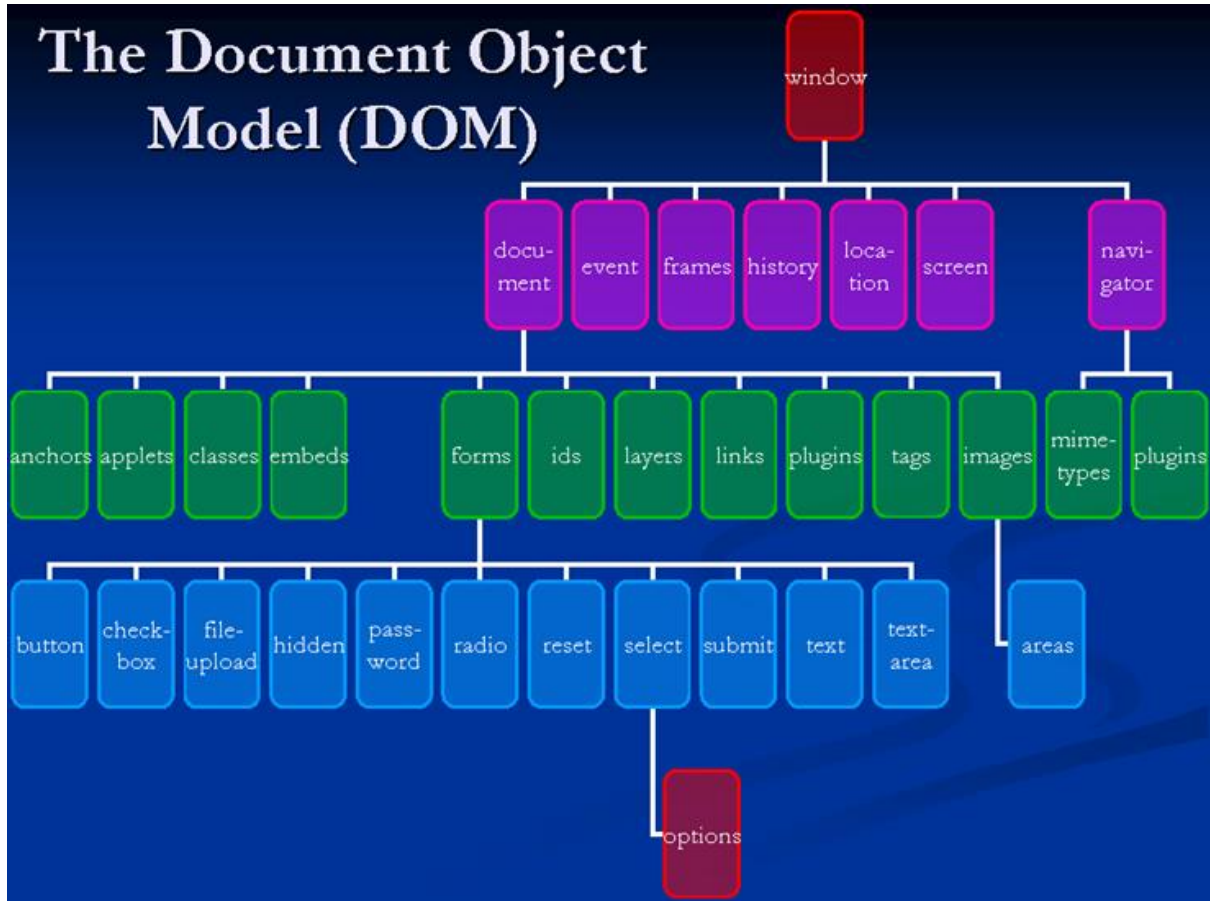 The Document Object
Model (DOM)
window
docu-
ment
event
frames
history
loca-
tion
screen
navi-
gator
anchors
applets
classes
embeds
forms
ids
layers
links
plugins
tags
images
mime-
types
plugins
button
check-
box
file-
upload
hidden
pass-
word
radio
reset
select
submit
text
text-
area
areas
options